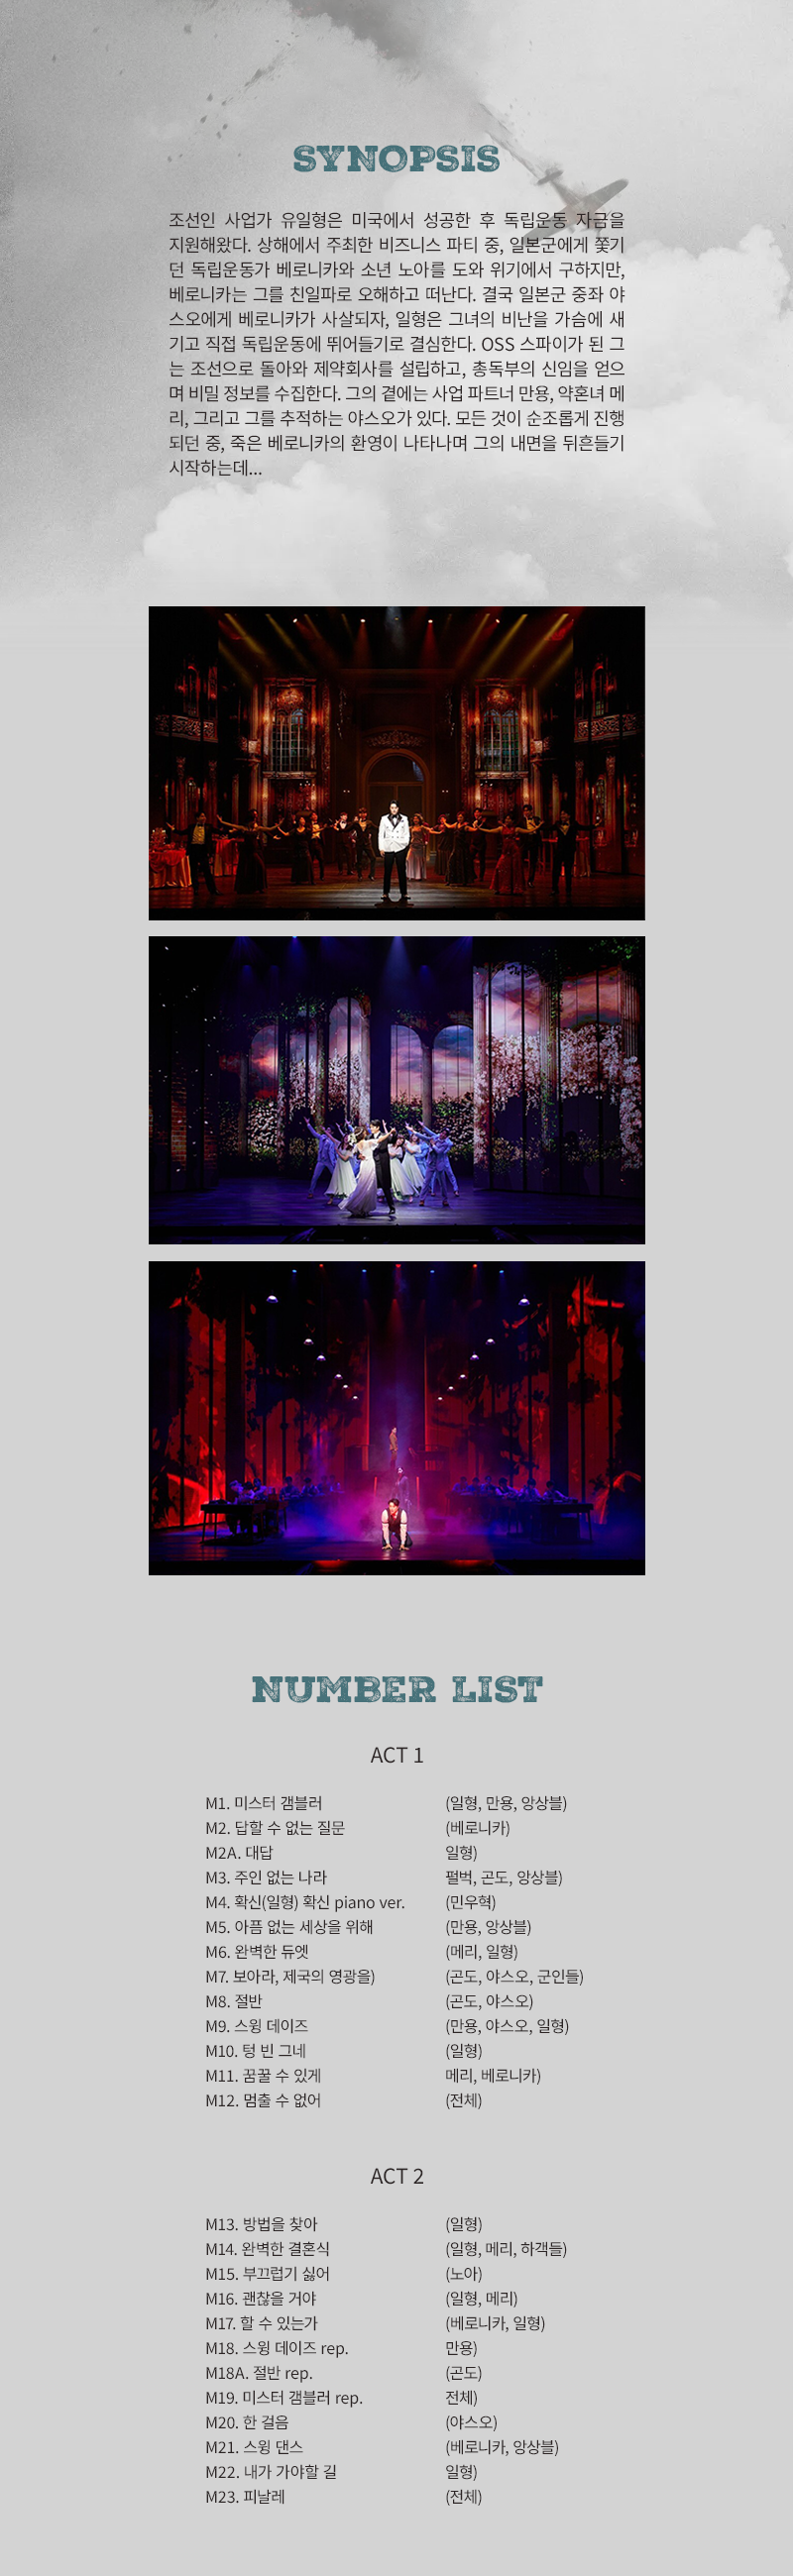 SYNOPSIS
조선인 사업가 유일형은 미국에서 성공한 후 독립운동 자금을
지원해왔다. 상해에서 주최한 비즈니스 파티 중, 일본군에게 쫓기
던 독립운동가 베로니카와 소년 노아를 도와 위기에서 구하지만,
베로니카는 그를 친일파로 오해하고 떠난다. 결국 일본군 중좌 야
스오에게 베로니카가 사살되자, 일형은 그녀의 비난을 가슴에 새
기고 직접 독립운동에 뛰어들기로 결심한다. OSS 스파이가 된 그
는 조선으로 돌아와 제약회사를 설립하고, 총독부의 신임을 얻으
며 비밀 정보를 수집한다. 그의 곁에는 사업 파트너 만용, 약혼녀 메
리, 그리고 그를 추적하는 야스오가 있다. 모든 것이 순조롭게 진행
되던 중, 죽은 베로니카의 환영이 나타나며 그의 내면을 뒤흔들기
시작하는데...
NUMBER LIST
ACT 1
M1. 미스터 갬블러 (일형, 만용, 앙상블)
M2. 답할 수 없는 질문 (베로니카)
M2A. 대답 일형)
M3. 주인 없는 나라 펄벅, 곤도, 앙상블)
M4. 확신(일형) 확신 piano ver. (민우혁)
M5. 아픔 없는 세상을 위해 (만용, 앙상블)
M6. 완벽한 듀엣 (메리, 일형)
M7. 보아라, 제국의 영광을) (곤도, 야스오, 군인들)
M8. 절반 (곤도, 야스오)
M9. 스윙 데이즈 (만용, 야스오, 일형)
M10. 텅 빈 그네 (일형)
M11. 꿈꿀 수 있게 메리, 베로니카)
M12. 멈출 수 없어 (전체)
ACT 2
M13. 방법을 찾아 (일형)
M14. 완벽한 결혼식 (일형, 메리, 하객들)
M15. 부끄럽기 싫어 (노아)
M16. 괜찮을 거야 (일형, 메리)
M17. 할 수 있는가 (베로니카, 일형)
M18. 스윙 데이즈 rep. 만용)
M18A. 절반 rep. (곤도)
M19. 미스터 갬블러 rep. 전체)
M20. 한 걸음 (야스오)
M21. 스윙 댄스 (베로니카, 앙상블)
M22. 내가 가야할 길 일형)
M23. 피날레 (전체)